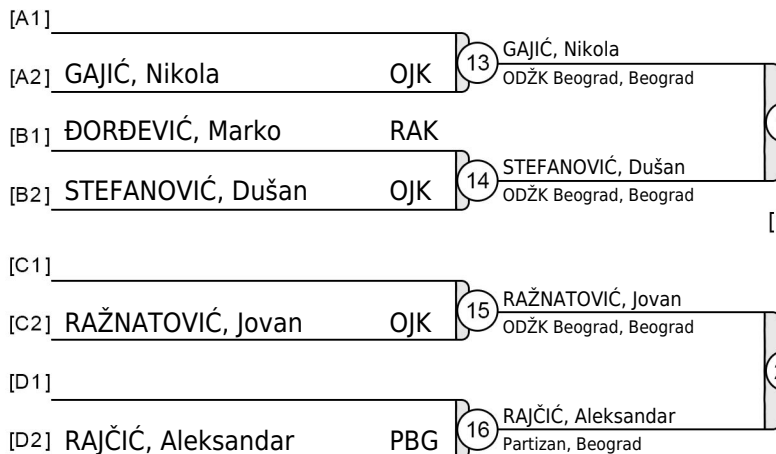 [A1]
[A2] GAJIĆ, Nikola OJK
13
GAJIĆ, Nikola
ODŽK Beograd, Beograd
[B1] ĐORĐEVIĆ, Marko RAK
[B2] STEFANOVIĆ, Dušan OJK
14
STEFANOVIĆ, Dušan
ODŽK Beograd, Beograd
[
[C1]
[C2] RAŽNATOVIĆ, Jovan OJK
15
RAŽNATOVIĆ, Jovan
ODŽK Beograd, Beograd
[D1]
[D2] RAJČIĆ, Aleksandar PBG
16
RAJČIĆ, Aleksandar
Partizan, Beograd